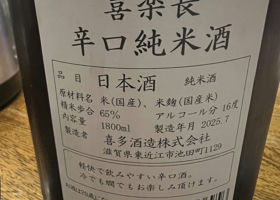 喜楽長
辛口純米酒
品目 日本酒 純米酒
原材料名 米(国産)、米麹(国産米)
精米歩合 65% アルコール分 16度
内容量 1800ml 製造年月 2025.7
製造者 喜多酒造株式会社
滋賀県東近江市池田町1129
軽快で飲みやすい辛口酒。
冷でも燗でもお楽しみ頂けます。